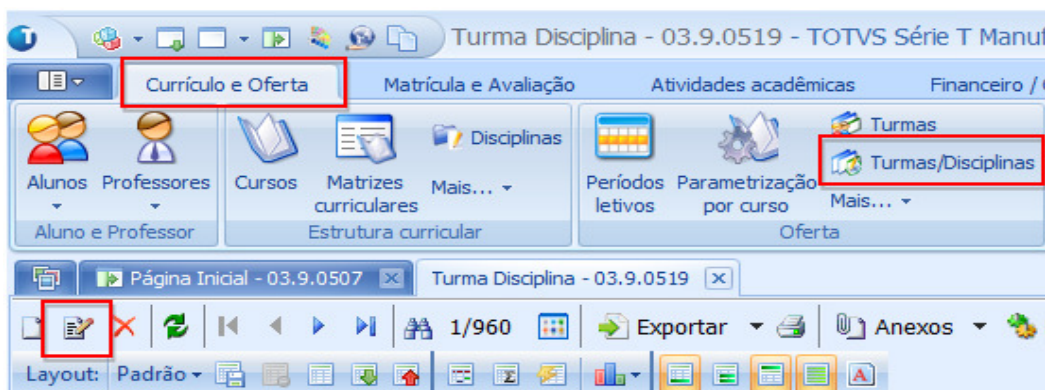 Turma Disciplina - 03.9.0519 - TOTVS Série T Manuf
Currículo e Oferta
Matrícula e Avaliação
Atividades acadêmicas
Financeiro /
Alunos
Professores
Cursos
Matrizes
curriculares
Disciplinas
Mais...
Períodos
letivos
Parametrização
por curso
Turmas
Turmas/Disciplinas
Mais...
Aluno e Professor
Estrutura curricular
Oferta
Página Inicial - 03.9.0507
Turma Disciplina - 03.9.0519
1/960
Exportar
Anexos
Layout: Padrão